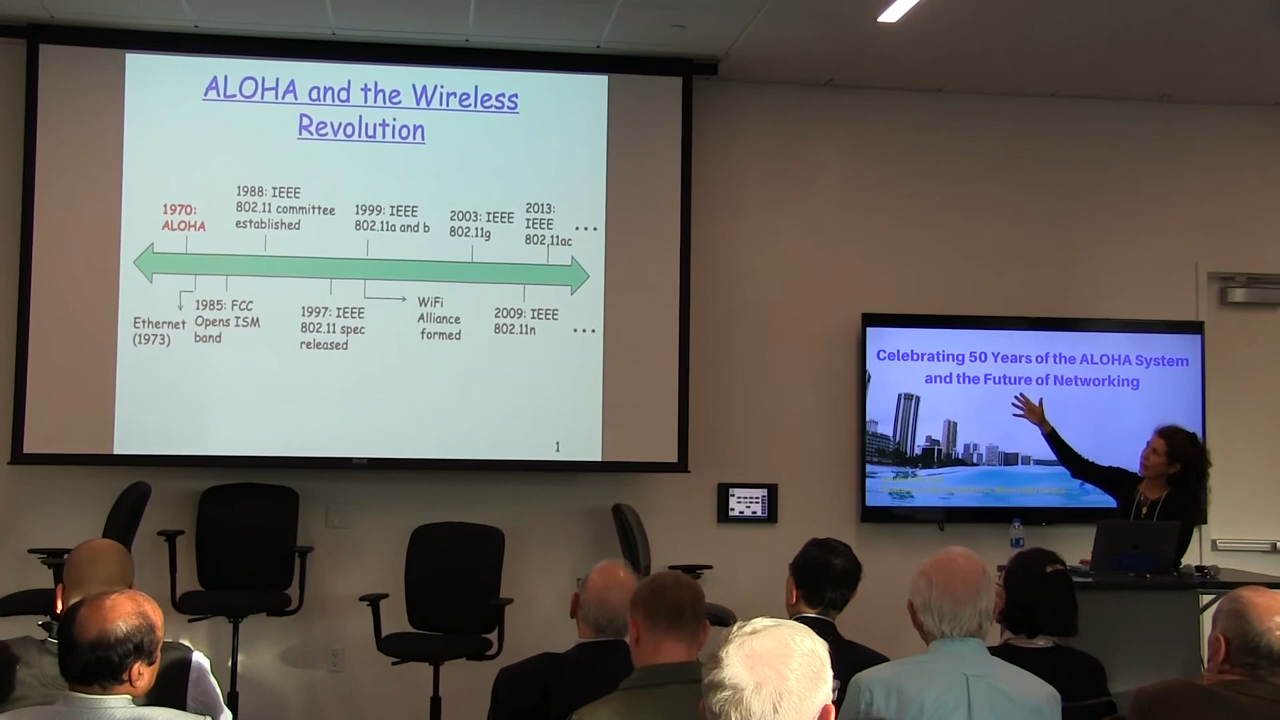 ALOHA and the Wireless
Revolution
1970:
ALOHA
1988: IEEE
802.11 committee
established
1999: IEEE
802.11a and b
2003: IEEE
802.11g
2013:
IEEE
802.11ac
...
Ethernet
(1973)
1985: FCC
Opens ISM
band
1997: IEEE
802.11 spec
released
WiFi
Alliance
formed
2009: IEEE
802.11n
...
1
Celebrating 50 Years of the ALOHA System
and the Future of Networking